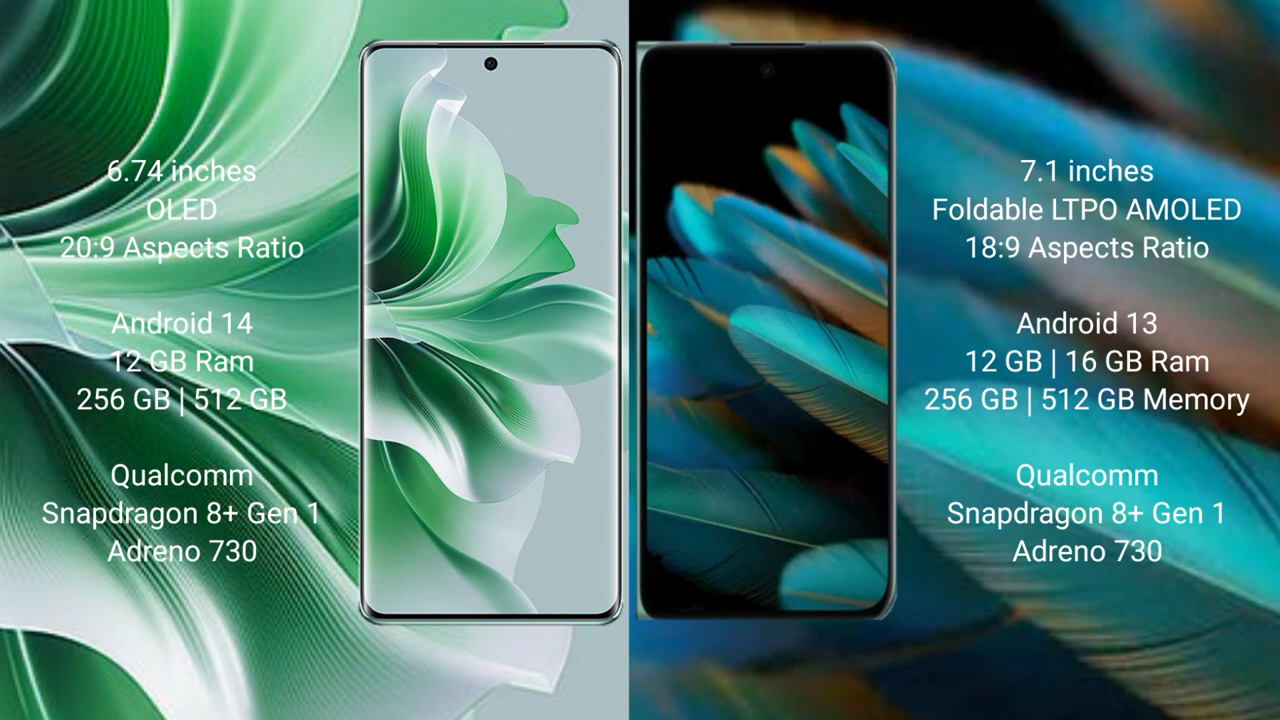 6.74 inches
OLED
20:9 Aspects Ratio
Android 14
12 GB Ram
256 GB | 512 GB
Qualcomm
Snapdragon 8+ Gen 1
Adreno 730
7.1 inches
Foldable LTPO AMOLED
18:9 Aspects Ratio
Android 13
12 GB | 16 GB Ram
256 GB | 512 GB Memory
Qualcomm
Snapdragon 8+ Gen 1
Adreno 730